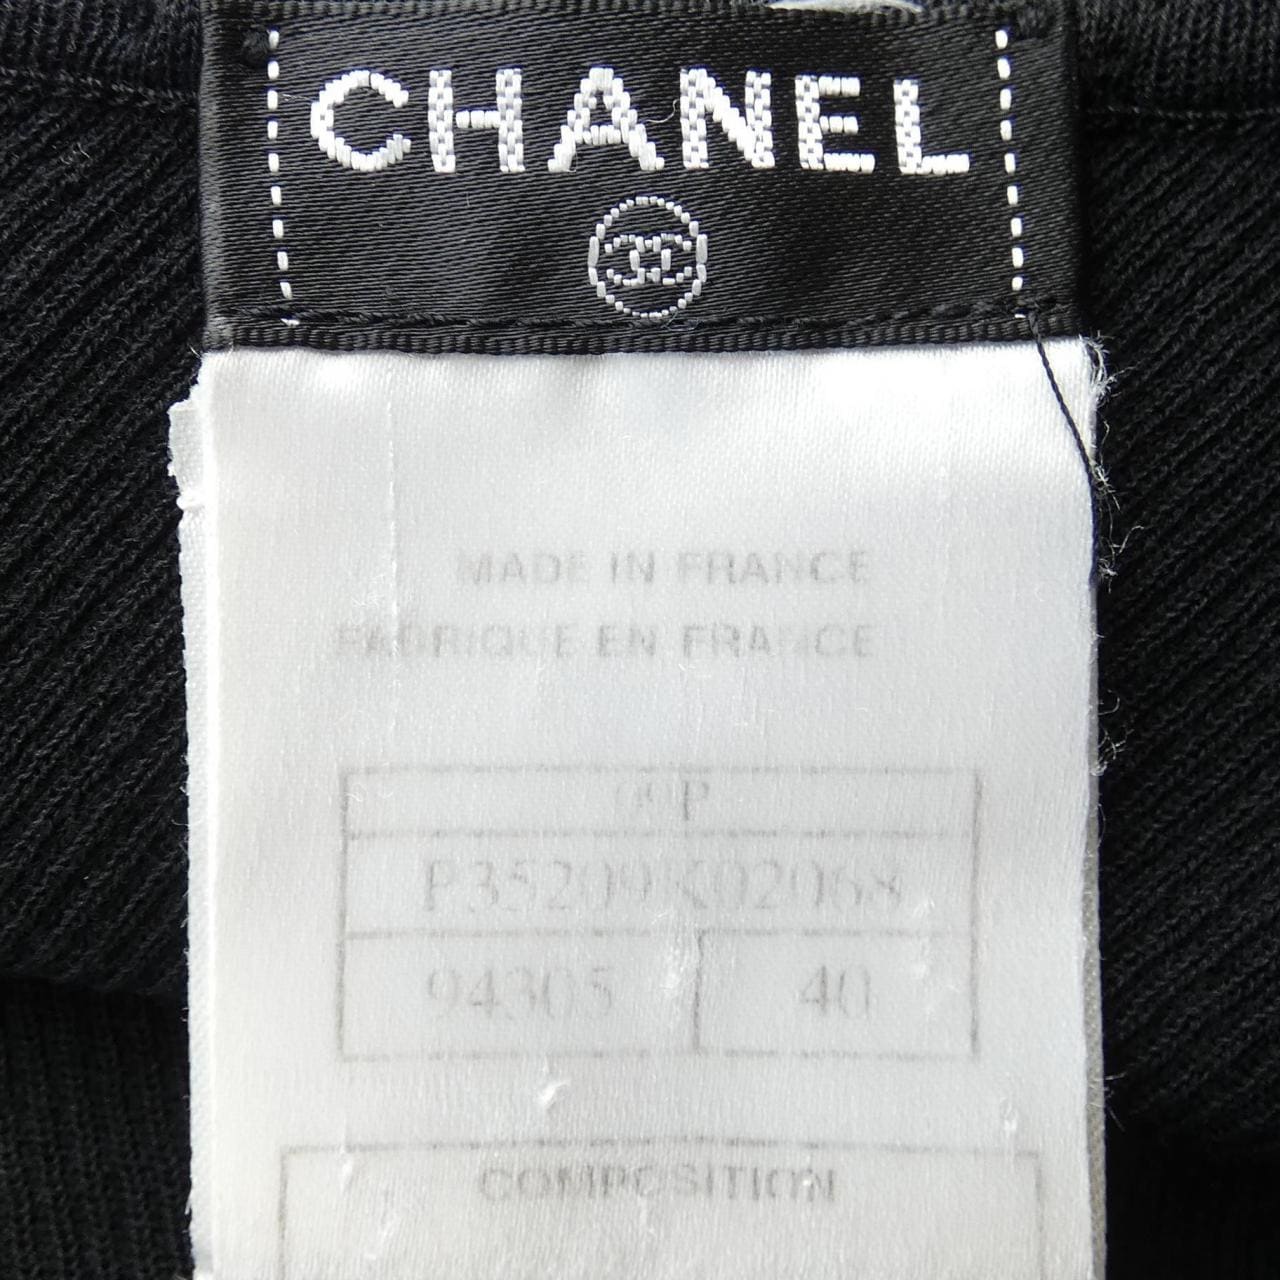 CHANEL
MADE IN FRANCE
FABRIQUE EN FRANCE
09P
P35209K02068
94305 40
COMPOSITION